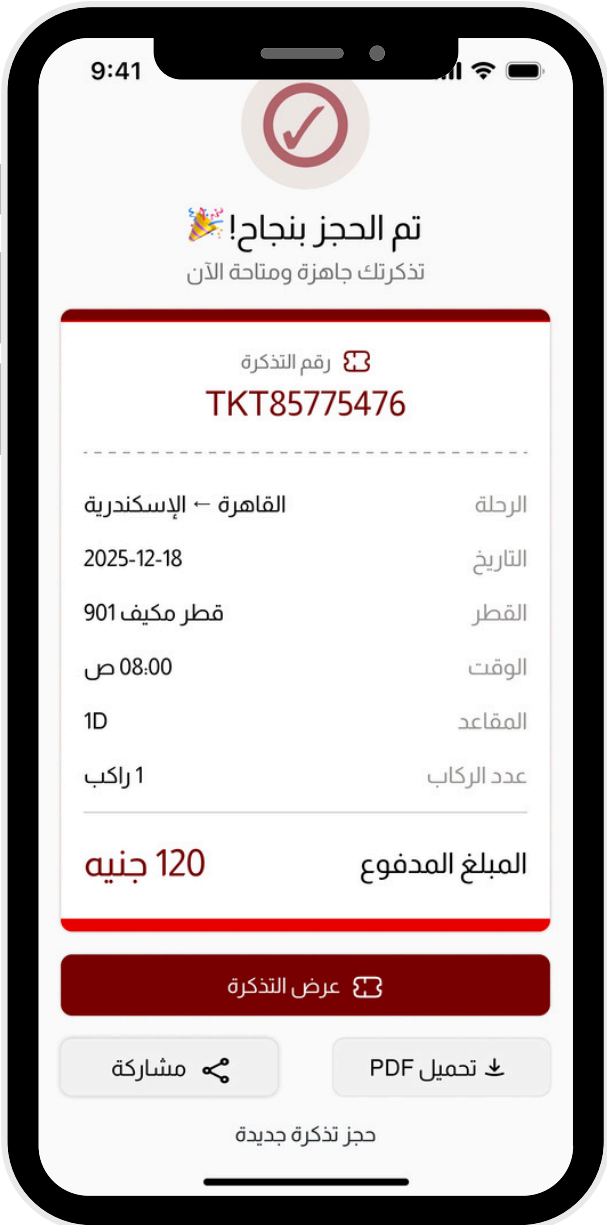 9:41
تم الحجز بنجاح! 🎉
تذكرتك جاهزة ومتاحة الآن
رقم التذكرة
TKT85775476
الرحلة القاهرة ← الإسكندرية
التاريخ 2025-12-18
القطر قطر مكيف 901
الوقت 08:00 ص
المقاعد 1D
عدد الركاب 1 راكب
المبلغ المدفوع 120 جنيه
عرض التذكرة
تحميل PDF
مشاركة
حجز تذكرة جديدة